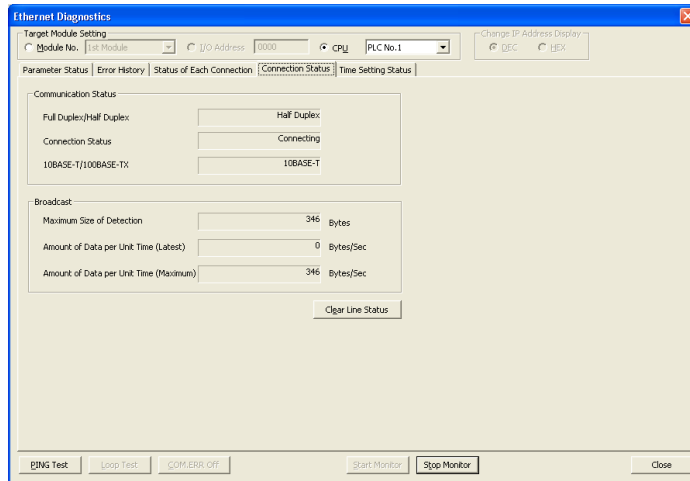 Ethernet Diagnostics
Target Module Setting
Module No. 1st Module I/O Address 0000 CPU PLC No.1
Change IP Address Display
DEC HEX
Parameter Status Error History Status of Each Connection Connection Status Time Setting Status
Communication Status
Full Duplex/Half Duplex Half Duplex
Connection Status Connecting
10BASE-T/100BASE-TX 10BASE-T
Broadcast
Maximum Size of Detection 346 Bytes
Amount of Data per Unit Time (Latest) 0 Bytes/Sec
Amount of Data per Unit Time (Maximum) 346 Bytes/Sec
Clear Line Status
PING Test Loop Test COM.ERR Off Start Monitor Stop Monitor Close